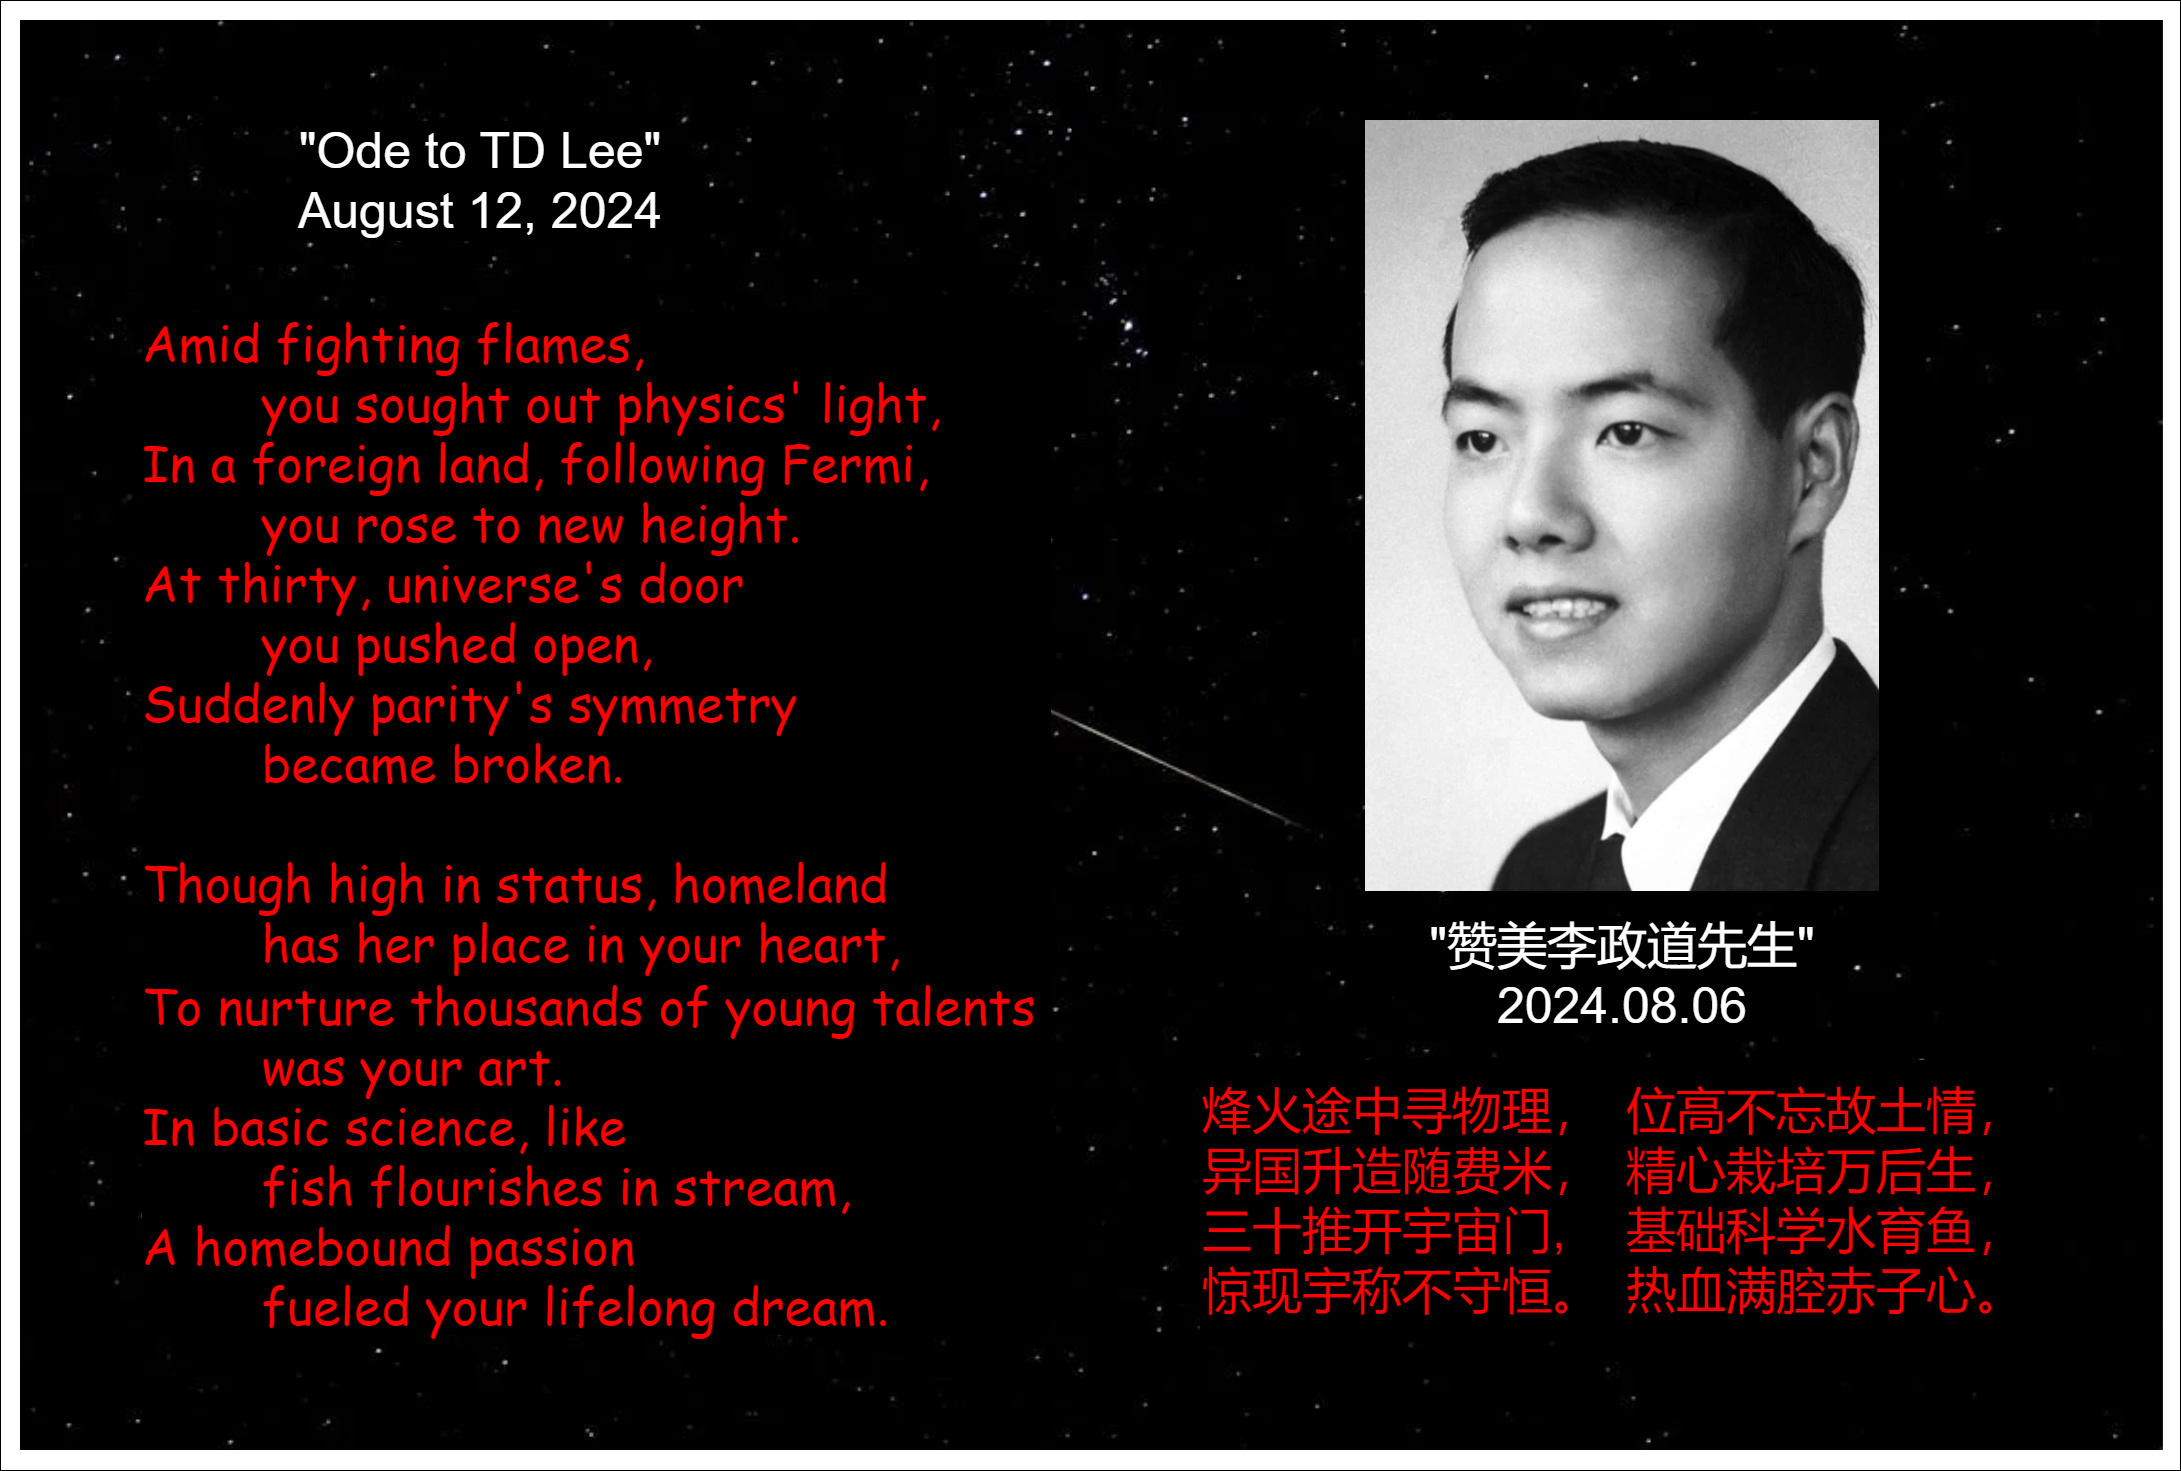 "Ode to TD Lee"
August 12, 2024
Amid fighting flames,
you sought out physics' light,
In a foreign land, following Fermi,
you rose to new height.
At thirty, universe's door
you pushed open,
Suddenly parity's symmetry
became broken.
Though high in status, homeland
has her place in your heart,
To nurture thousands of young talents
was your art.
In basic science, like
fish flourishes in stream,
A homebound passion
fueled your lifelong dream.
"赞美李政道先生"
2024.08.06
烽火途中寻物理，
异国升造随费米，
三十推开宇宙门，
惊现宇称不守恒。
位高不忘故土情，
精心栽培万后生，
基础科学水育鱼，
热血满腔赤子心。